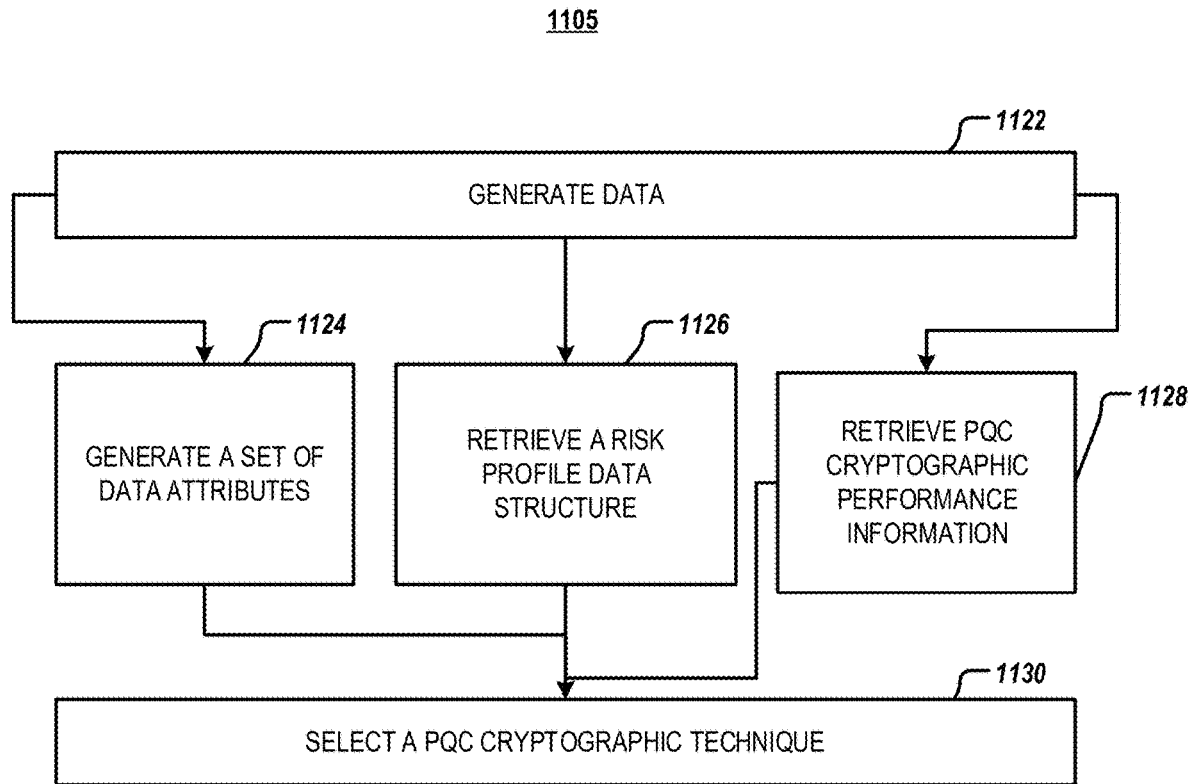 1105
1122
GENERATE DATA
1124
GENERATE A SET OF
DATA ATTRIBUTES
1126
RETRIEVE A RISK
PROFILE DATA
STRUCTURE
1128
RETRIEVE PQC
CRYPTOGRAPHIC
PERFORMANCE
INFORMATION
1130
SELECT A PQC CRYPTOGRAPHIC TECHNIQUE